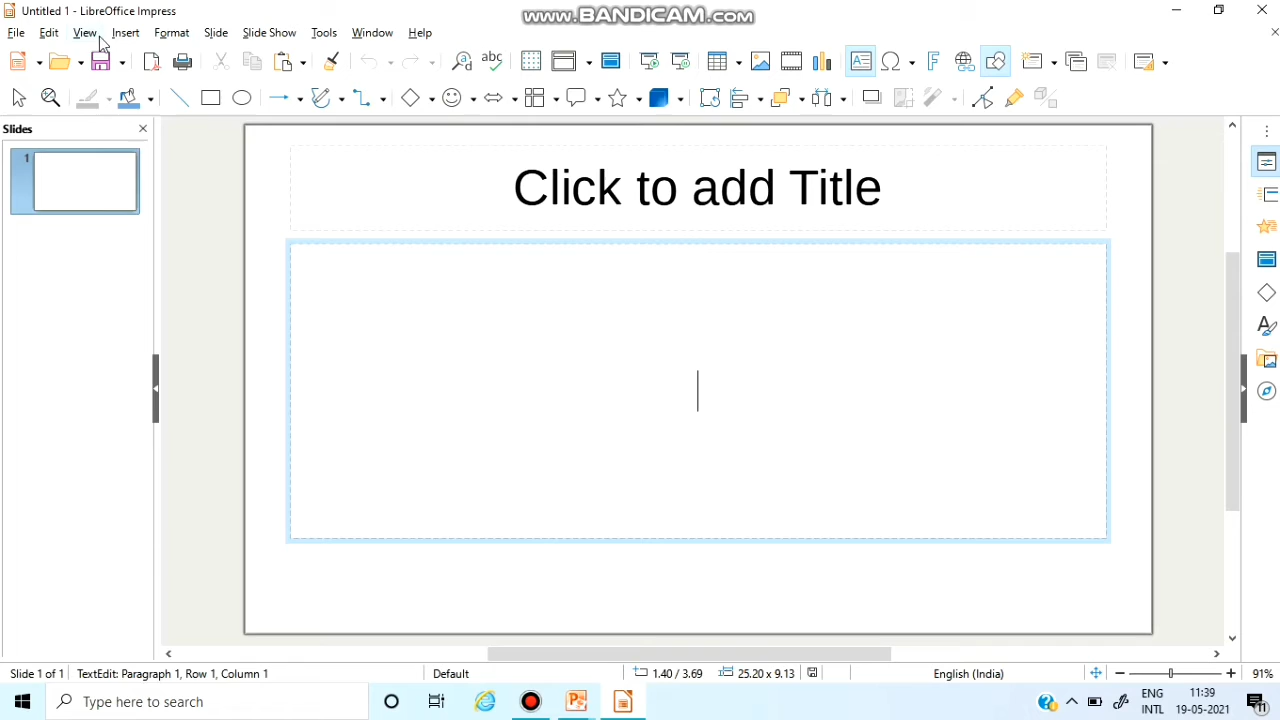 Untitled 1 - LibreOffice Impress
www.BANDICAM.com
File Edit View Insert Format Slide Slide Show Tools Window Help
Slides
1
Click to add Title
Slide 1 of 1 TextEdit: Paragraph 1, Row 1, Column 1 Default 1.40 / 3.69 25.20 x 9.13 English (India) 91%
Type here to search
ENG
INTL
11:39
19-05-2021
11